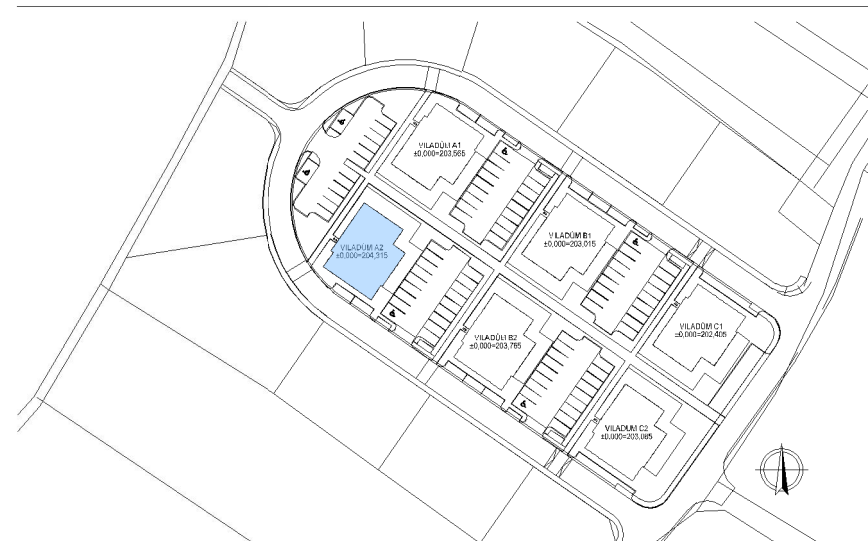 VILADŮM A1
±0,000=203,565
VILADŮM B1
±0,000=203,015
VILADŮM A2
±0,000=204,315
VILADŮM C1
±0,000=202,405
VILADŮM B2
±0,000=203,765
VILADŮM C2
±0,000=203,085